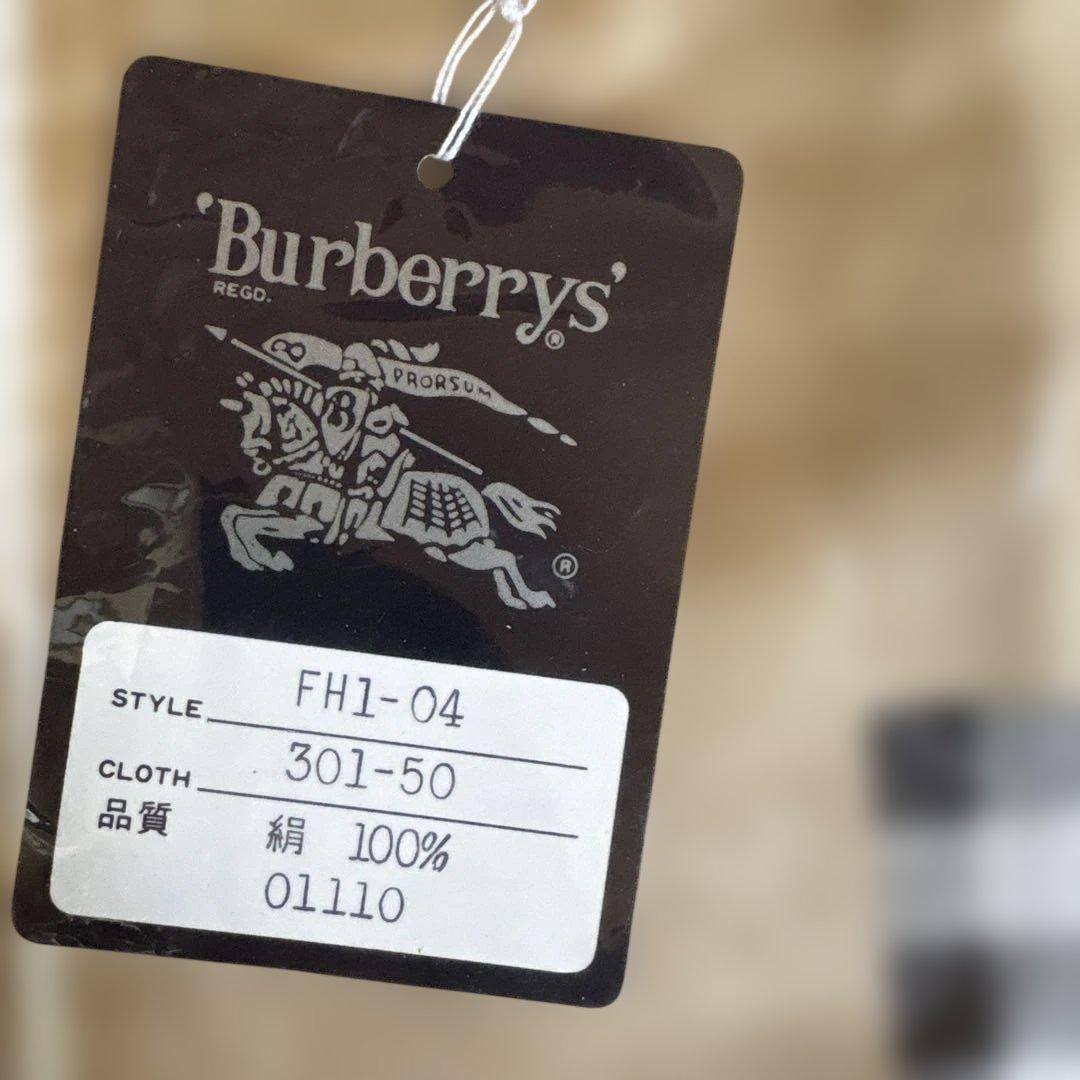 'Burberrys'
REGD.
®
PRORSUM
B
®
STYLE FH1-04
CLOTH 301-50
品質 絹 100%
01110